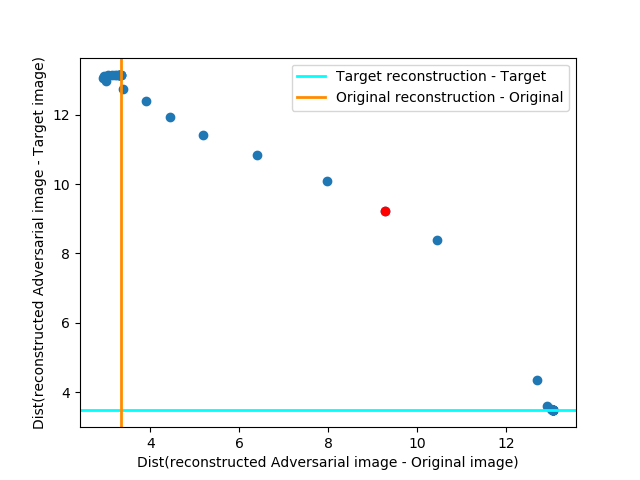 Target reconstruction - Target
Original reconstruction - Original
Dist(reconstructed Adversarial image - Target image)
12
10
8
6
4
4 6 8 10 12
Dist(reconstructed Adversarial image - Original image)